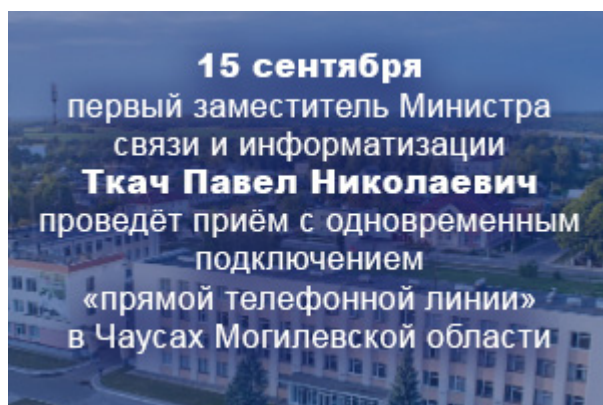 15 сентября
первый заместитель Министра
связи и информатизации
Ткач Павел Николаевич
проведёт приём с одновременным
подключением
«прямой телефонной линии»
в Чаусах Могилевской области